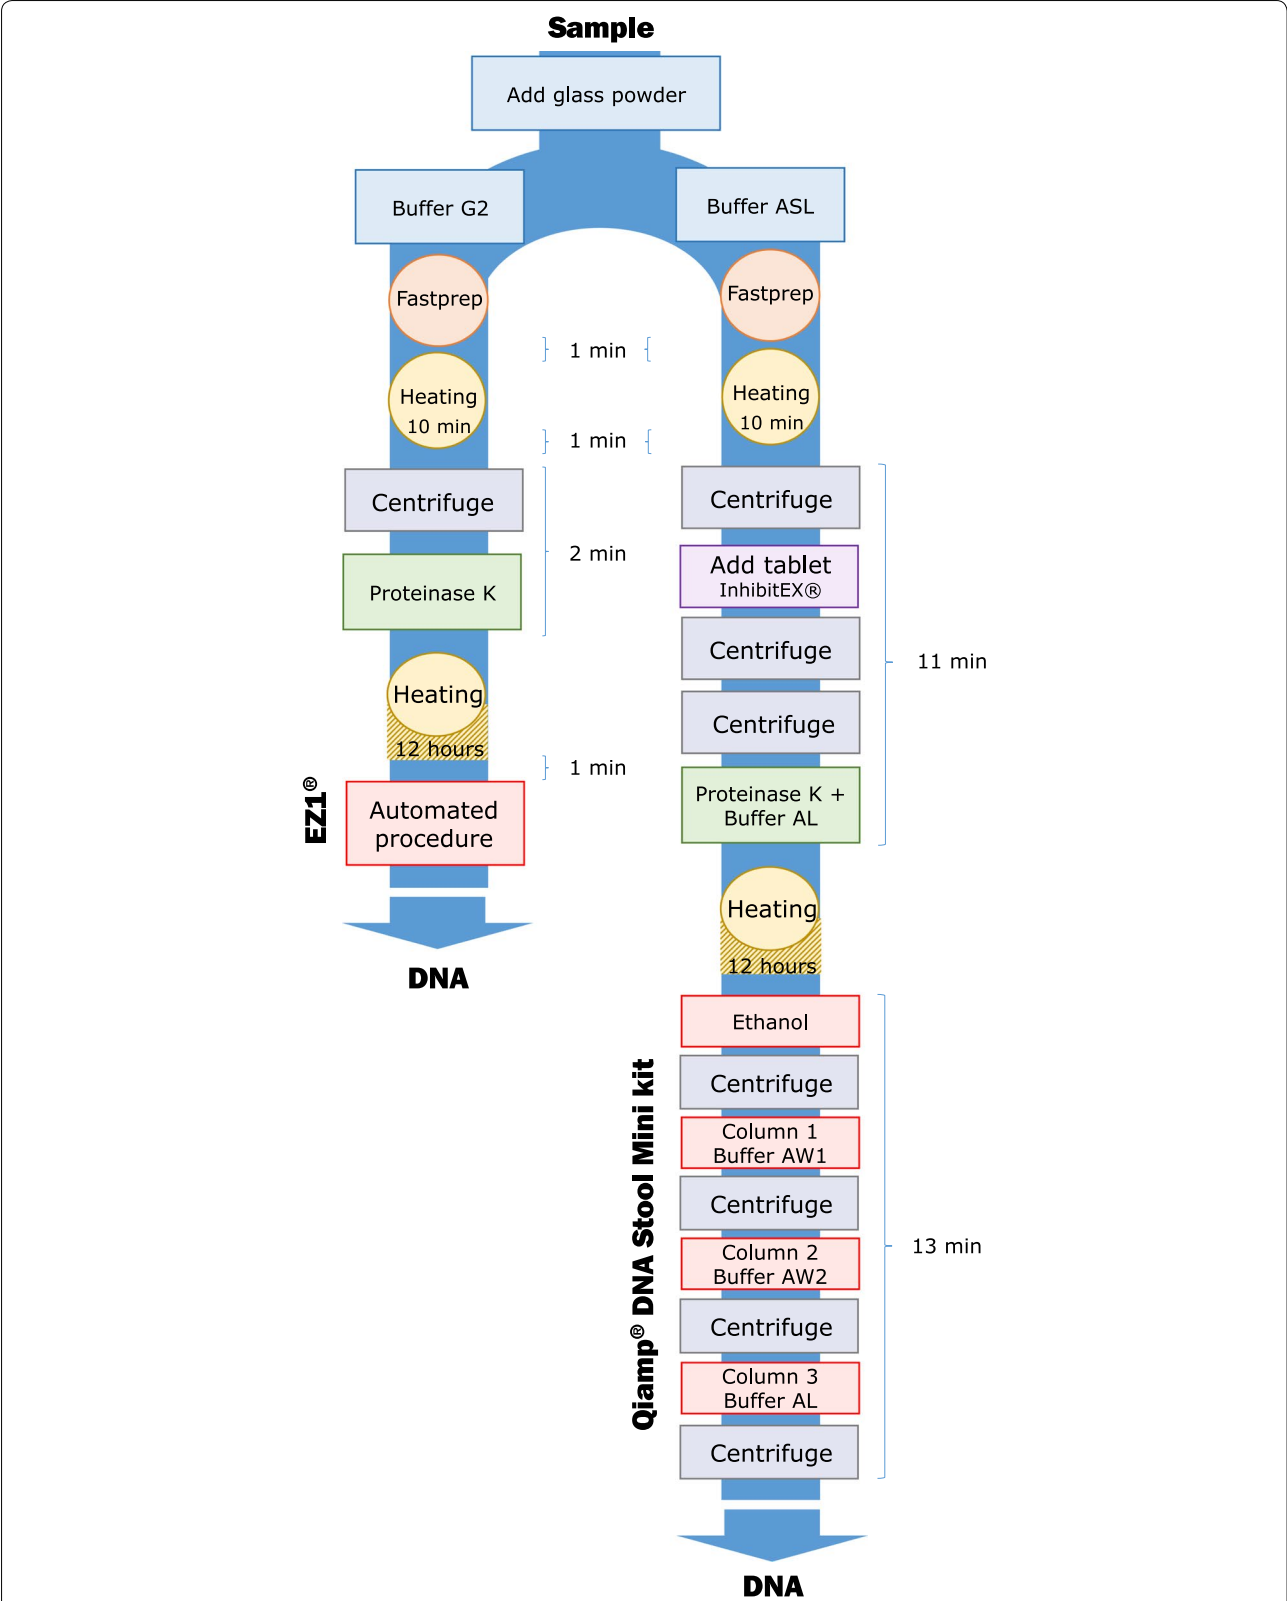 Sample
Add glass powder
Buffer G2
Fastprep
Heating
10 min
Centrifuge
Proteinase K
Heating
12 hours
EZ1®
Automated
procedure
DNA
1 min
1 min
2 min
1 min
Buffer ASL
Fastprep
Heating
10 min
Centrifuge
Add tablet
InhibitEX®
Centrifuge
Centrifuge
Proteinase K +
Buffer AL
11 min
Heating
12 hours
Qiamp® DNA Stool Mini kit
Ethanol
Centrifuge
Column 1
Buffer AW1
Centrifuge
Column 2
Buffer AW2
Centrifuge
Column 3
Buffer AL
Centrifuge
13 min
DNA